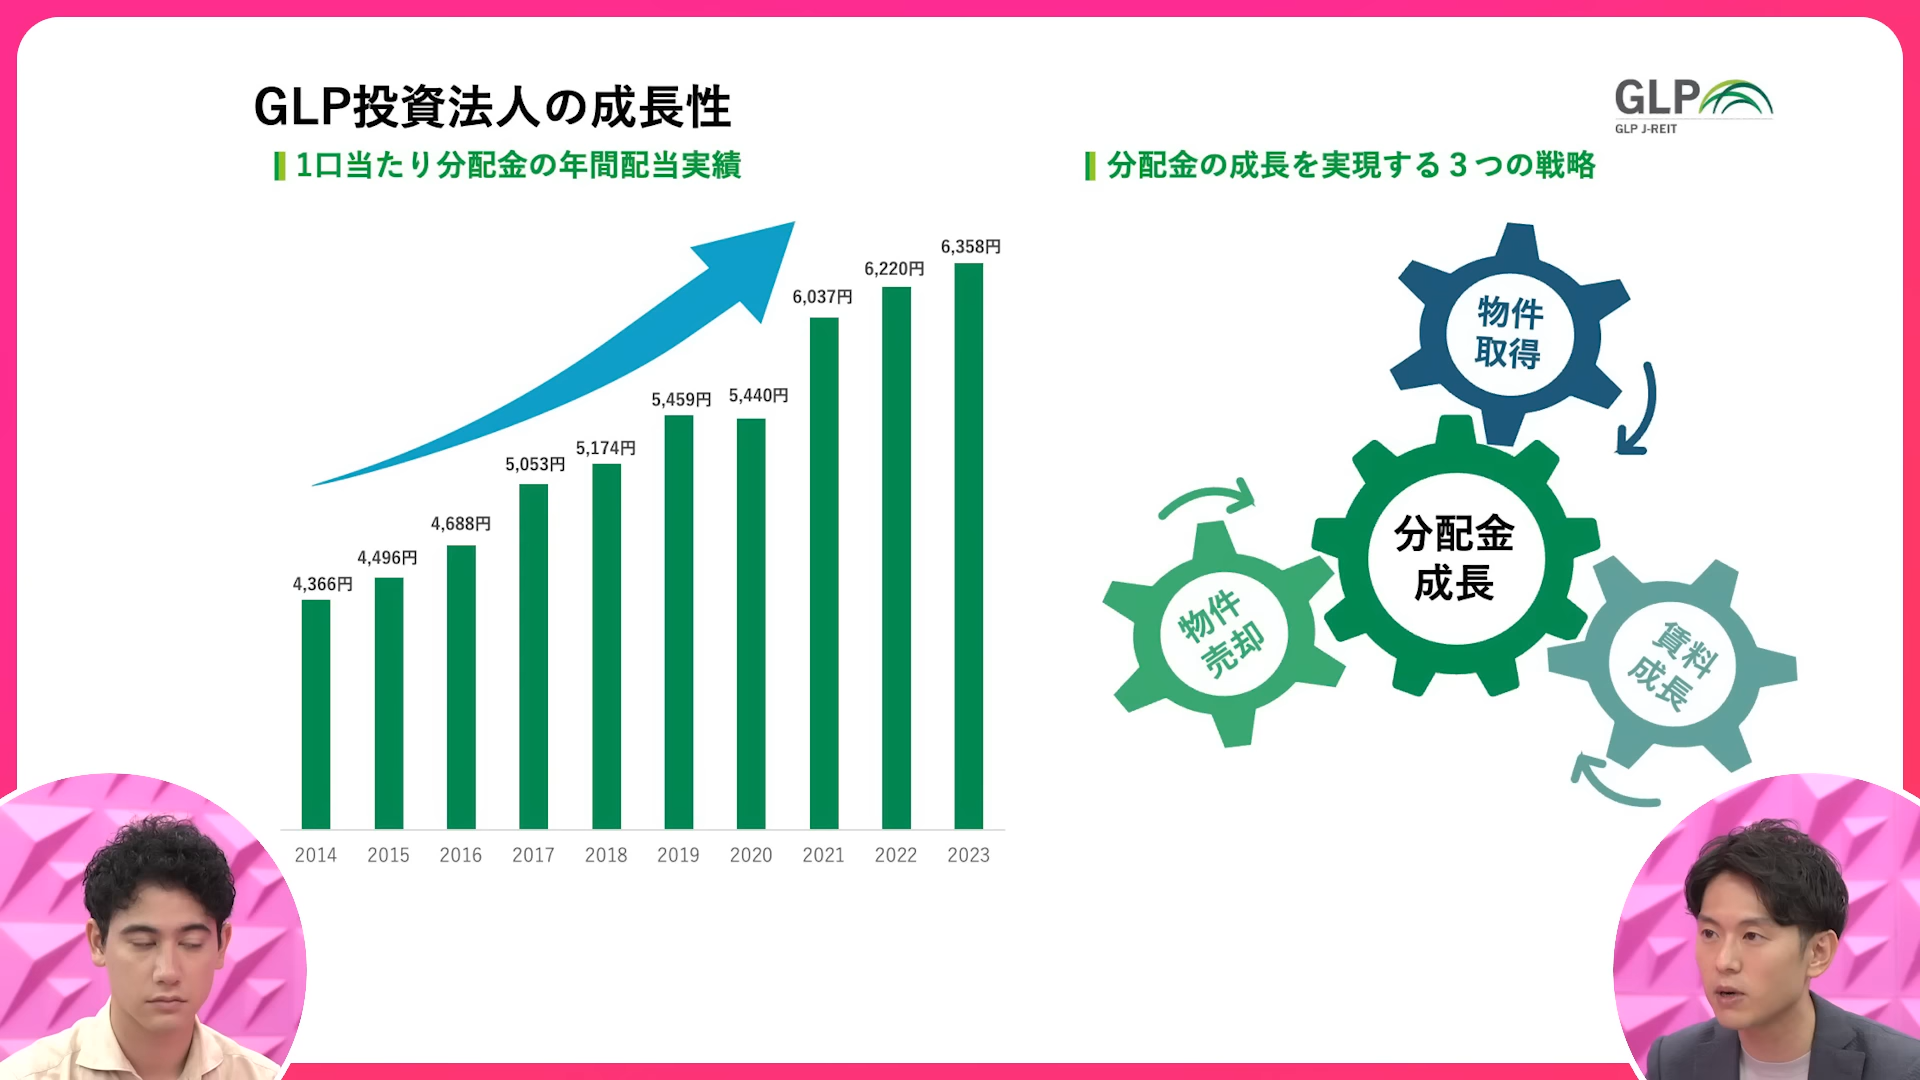 GLP投資法人の成長性
GLP
GLP J-REIT
1口当たり分配金の年間配当実績
4,366円
4,496円
4,688円
5,053円
5,174円
5,459円
5,440円
6,037円
6,220円
6,358円
2014
2015
2016
2017
2018
2019
2020
2021
2022
2023
分配金の成長を実現する3つの戦略
物件
取得
分配金
成長
物件
売却
賃料
成長